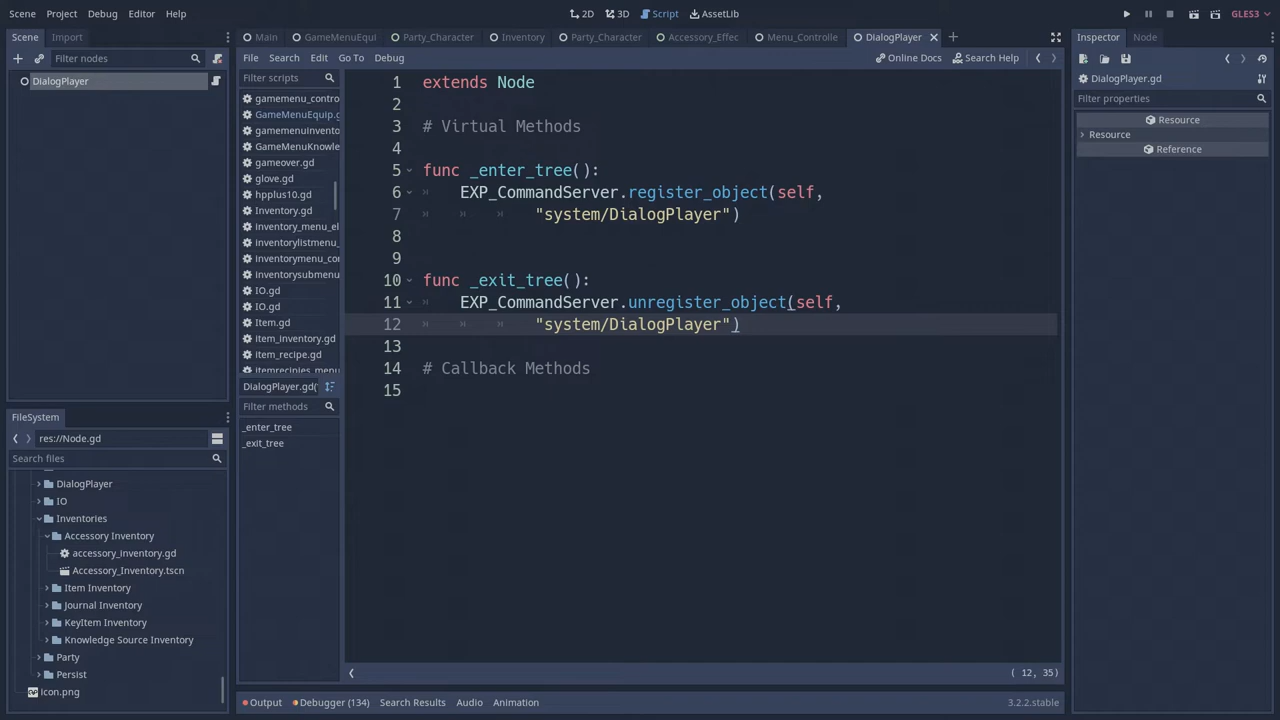 Scene Project Debug Editor Help
2D 3D Script AssetLib
GLES3
Scene Import
Filter nodes
DialogPlayer
FileSystem
res://Node.gd
Search files
DialogPlayer
IO
Inventories
Accessory Inventory
accessory_inventory.gd
Accessory_Inventory.tscn
Item Inventory
Journal Inventory
KeyItem Inventory
Knowledge Source Inventory
Party
Persist
icon.png
Main GameMenuEqui Party_Character Inventory Party_Character Accessory_Effec Menu_Controlle DialogPlayer
File Search Edit Go To Debug
Online Docs Search Help
Filter scripts
gamemenu_contro
GameMenuEquip.g
gamemenuinvento
GameMenuKnowle
gameover.gd
glove.gd
hpplus10.gd
Inventory.gd
inventory_menu_el
inventorylistmenu_
inventorymenu_con
inventorysubmenu
IO.gd
IO.gd
Item.gd
item_inventory.gd
item_recipe.gd
itemrecipies_menu
DialogPlayer.gd(
Filter methods
_enter_tree
_exit_tree
1 extends Node
2
3 # Virtual Methods
4
5 func _enter_tree():
6 EXP_CommandServer.register_object(self,
7 "system/DialogPlayer")
8
9
10 func _exit_tree():
11 EXP_CommandServer.unregister_object(self,
12 "system/DialogPlayer")
13
14 # Callback Methods
15
( 12, 35)
Output Debugger (134) Search Results Audio Animation
3.2.2.stable
Inspector Node
DialogPlayer.gd
Filter properties
Resource
Resource
Reference